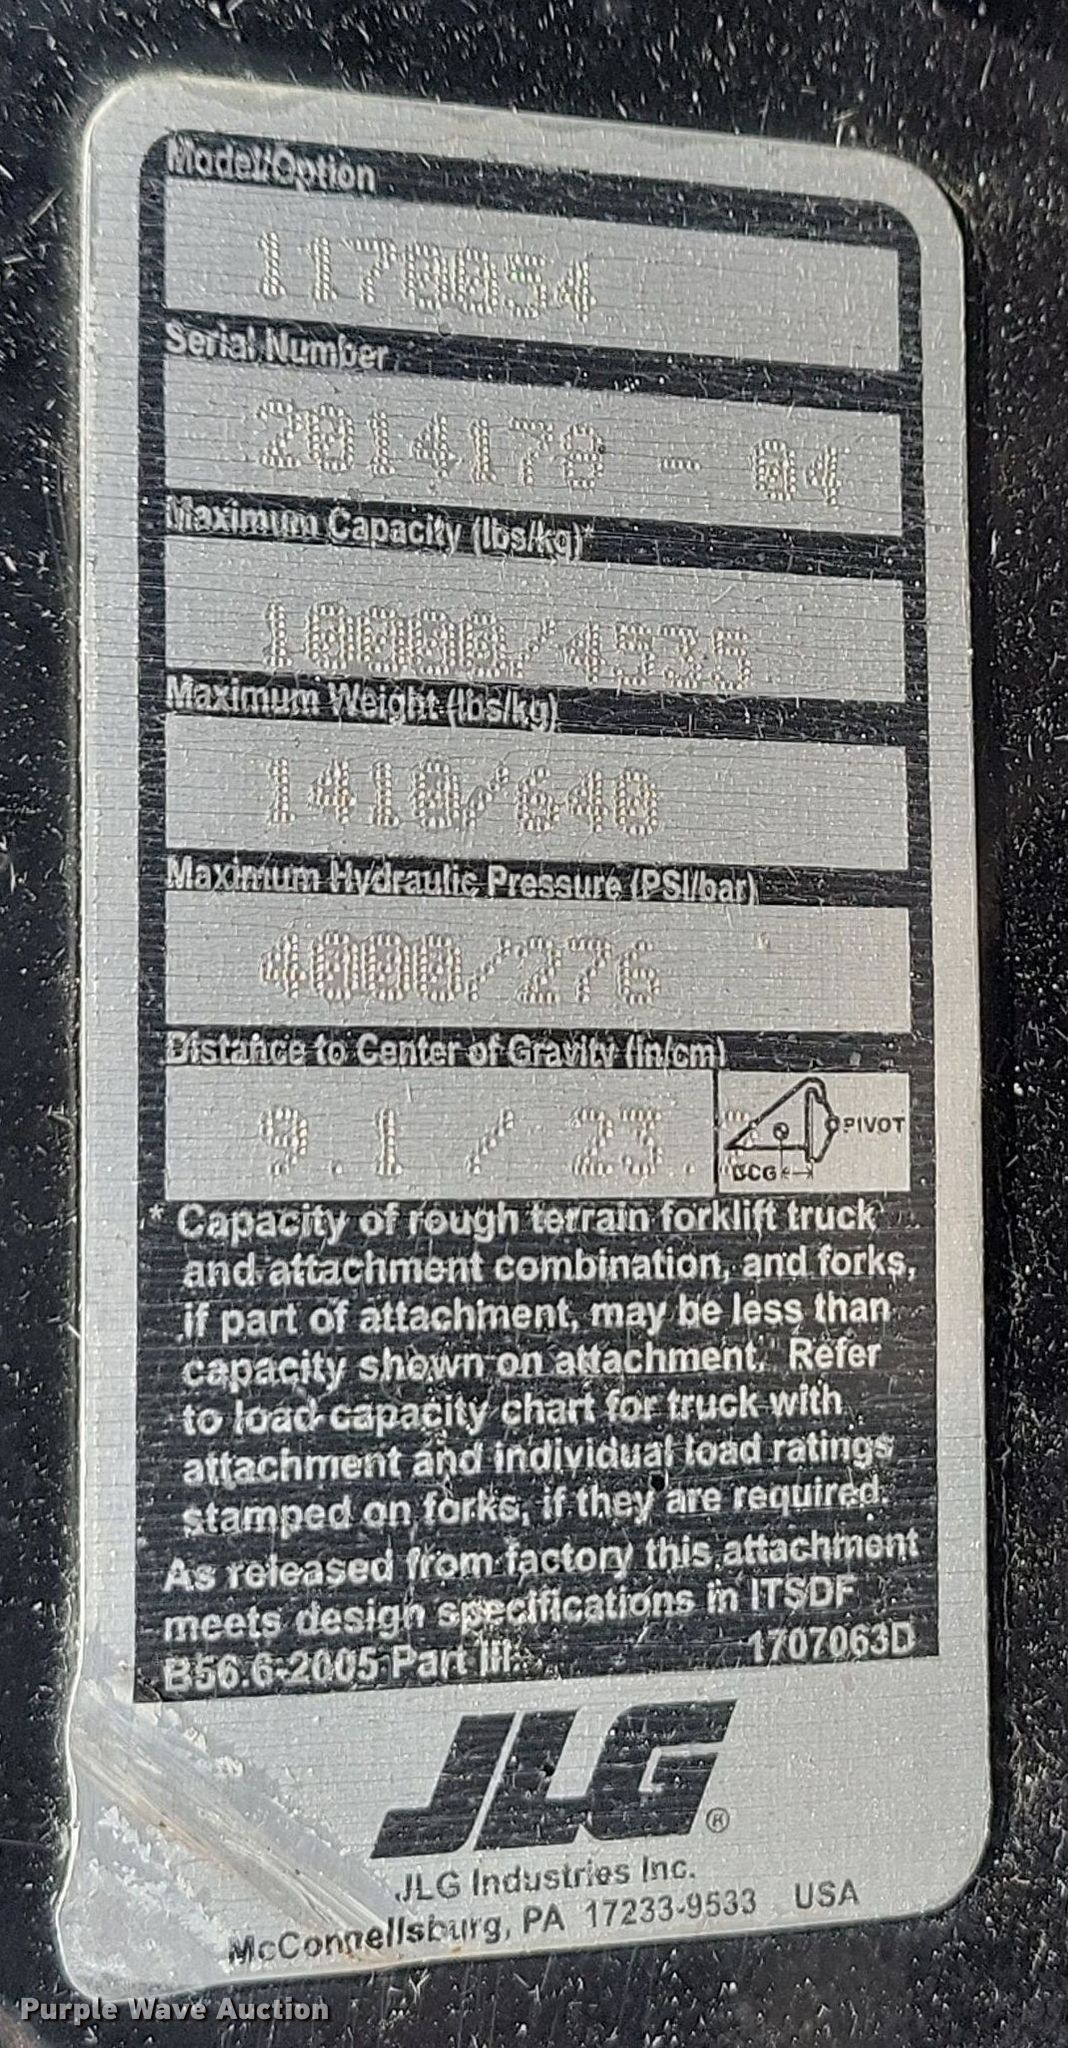 Model/Option
1170054
Serial Number
2014178 - 04
Maximum Capacity (lbs/kg)*
10000/4535
Maximum Weight (lbs/kg)
1410/640
Maximum Hydraulic Pressure (PSI/bar)
4000/276
Distance to Center of Gravity (in/cm)
9.1 / 23.
PIVOT
DCG
* Capacity of rough terrain forklift truck
and attachment combination, and forks,
if part of attachment, may be less than
capacity shown on attachment. Refer
to load capacity chart for truck with
attachment and individual load ratings
stamped on forks, if they are required.
As released from factory this attachment
meets design specifications in ITSDF
B56.6-2005 Part III.
1707063D
JLG®
JLG Industries Inc.
McConnellsburg, PA 17233-9533 USA
Purple Wave Auction